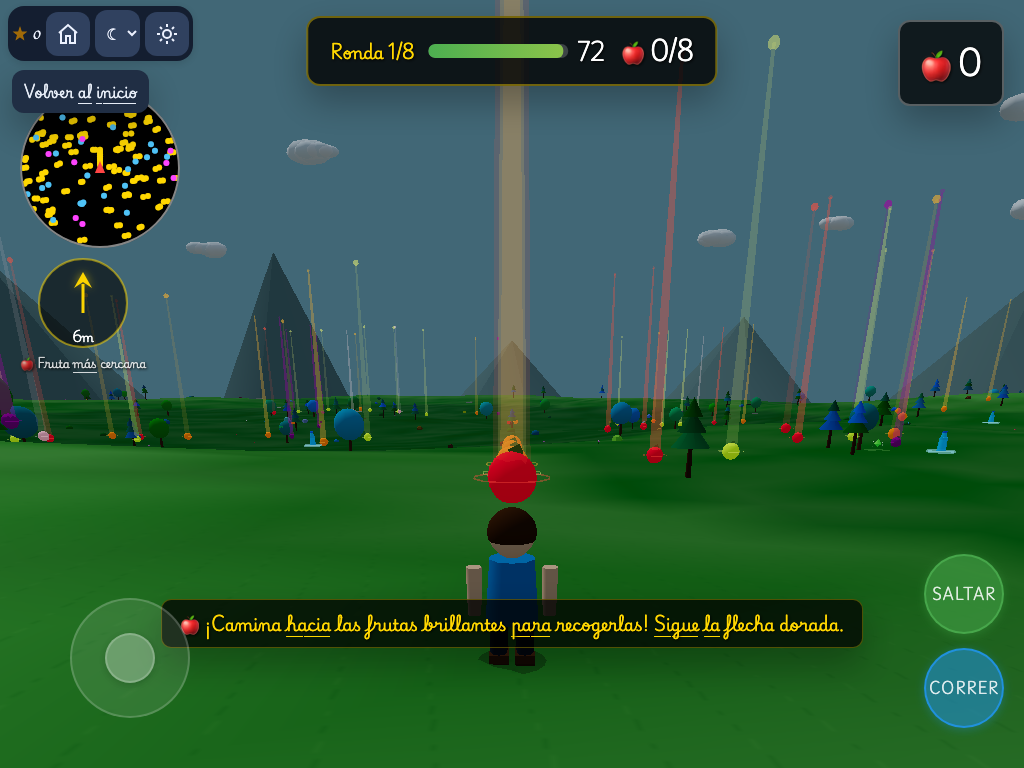 0
Ronda 1/8
72
0/8
0
Volver al inicio
6m
Fruta más cercana
¡Camina hacia las frutas brillantes para recogerlas! Sigue la flecha dorada.
SALTAR
CORRER